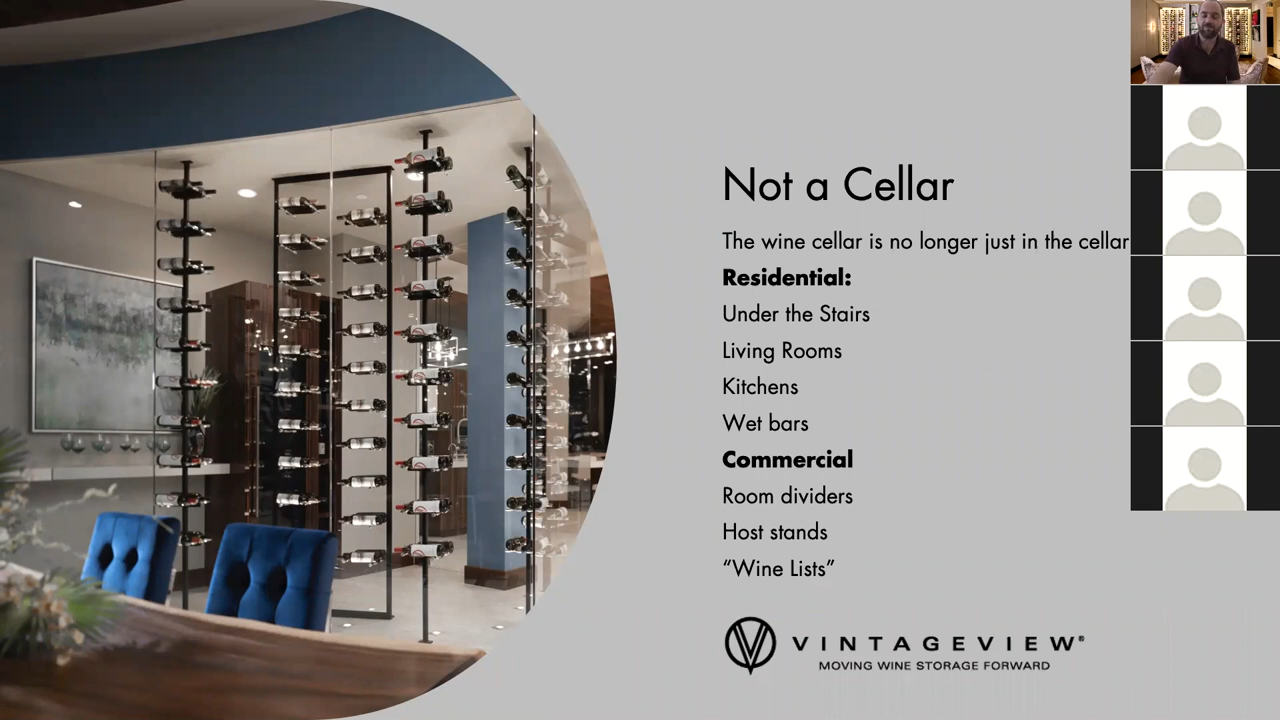 Not a Cellar
The wine cellar is no longer just in the cellar
Residential:
Under the Stairs
Living Rooms
Kitchens
Wet bars
Commercial
Room dividers
Host stands
“Wine Lists”
VINTAGEVIEW®
MOVING WINE STORAGE FORWARD